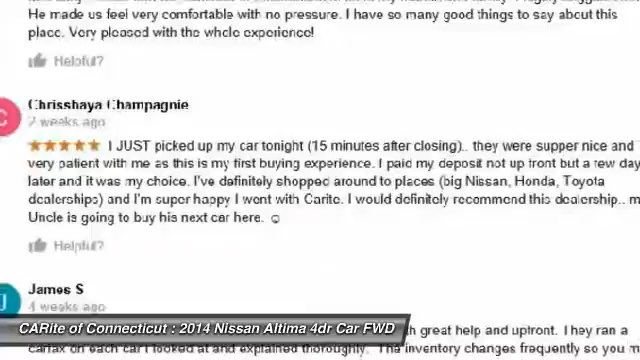 He made us feel very comfortable with no pressure. I have so many good things to say about this
place. Very pleased with the whole experience!
Helpful?
C
Chrisshaya Champagnie
2 weeks ago
I JUST picked up my car tonight (15 minutes after closing).. they were supper nice and
very patient with me as this is my first buying experience. I paid my deposit not up front but a few day
later and it was my choice. I've definitely shopped around to places (big Nissan, Honda, Toyota
dealerships) and I'm super happy I went with Carite. I would definitely recommend this dealership.. m
Uncle is going to buy his next car here. ☺
Helpful?
J
James S
4 weeks ago
CARite of Connecticut : 2014 Nissan Altima 4dr Car FWD
great help and upfront. They ran a
carfax on each car I looked at and explained thoroughly. The inventory changes frequently so you m